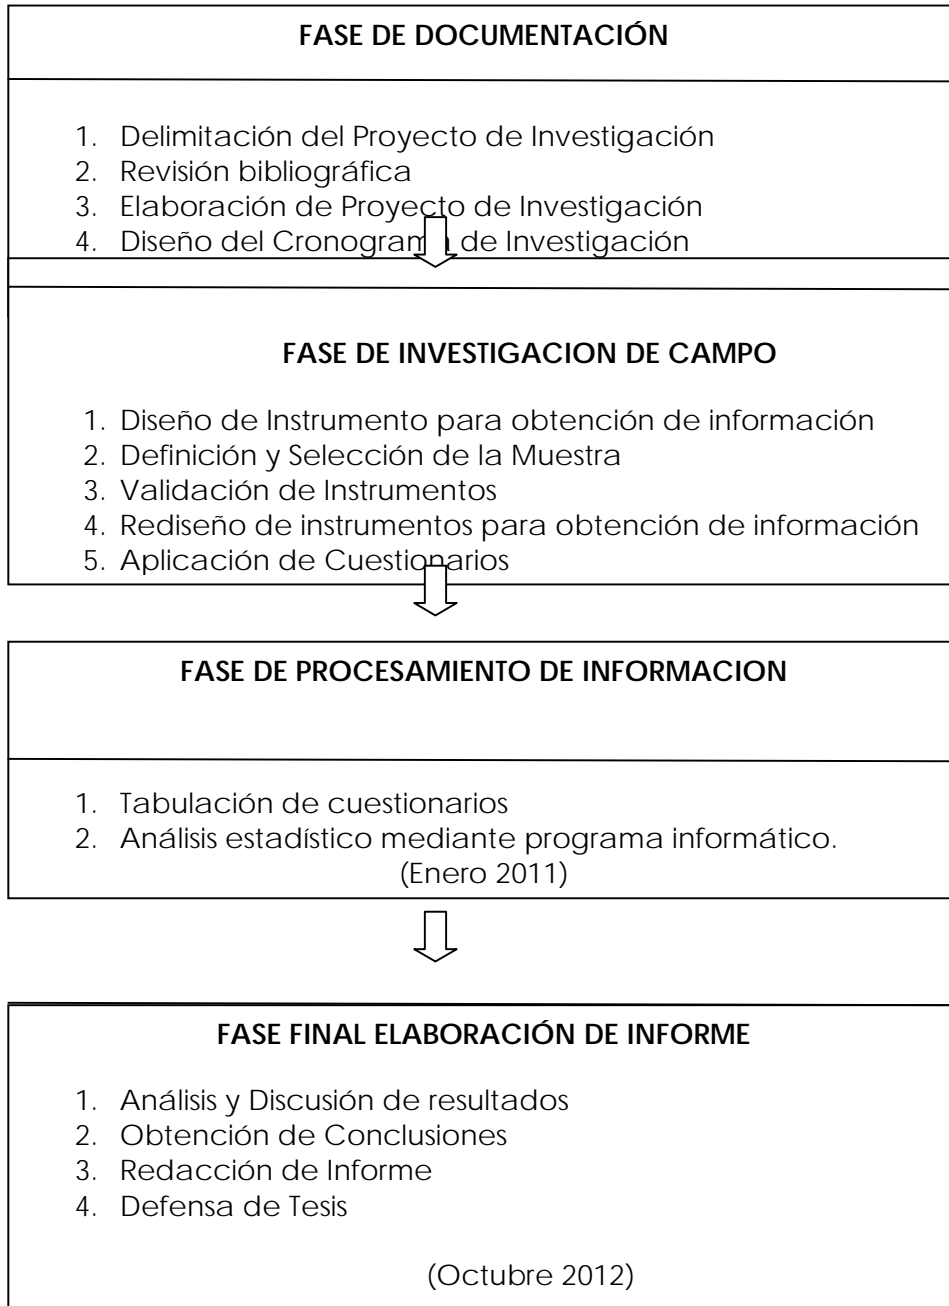 FASE DE DOCUMENTACIÓN
1. Delimitación del Proyecto de Investigación
2. Revisión bibliográfica
3. Elaboración de Proyecto de Investigación
4. Diseño del Cronograma de Investigación
FASE DE INVESTIGACION DE CAMPO
1. Diseño de Instrumento para obtención de información
2. Definición y Selección de la Muestra
3. Validación de Instrumentos
4. Rediseño de instrumentos para obtención de información
5. Aplicación de Cuestionarios
FASE DE PROCESAMIENTO DE INFORMACION
1. Tabulación de cuestionarios
2. Análisis estadístico mediante programa informático.
(Enero 2011)
FASE FINAL ELABORACIÓN DE INFORME
1. Análisis y Discusión de resultados
2. Obtención de Conclusiones
3. Redacción de Informe
4. Defensa de Tesis
(Octubre 2012)